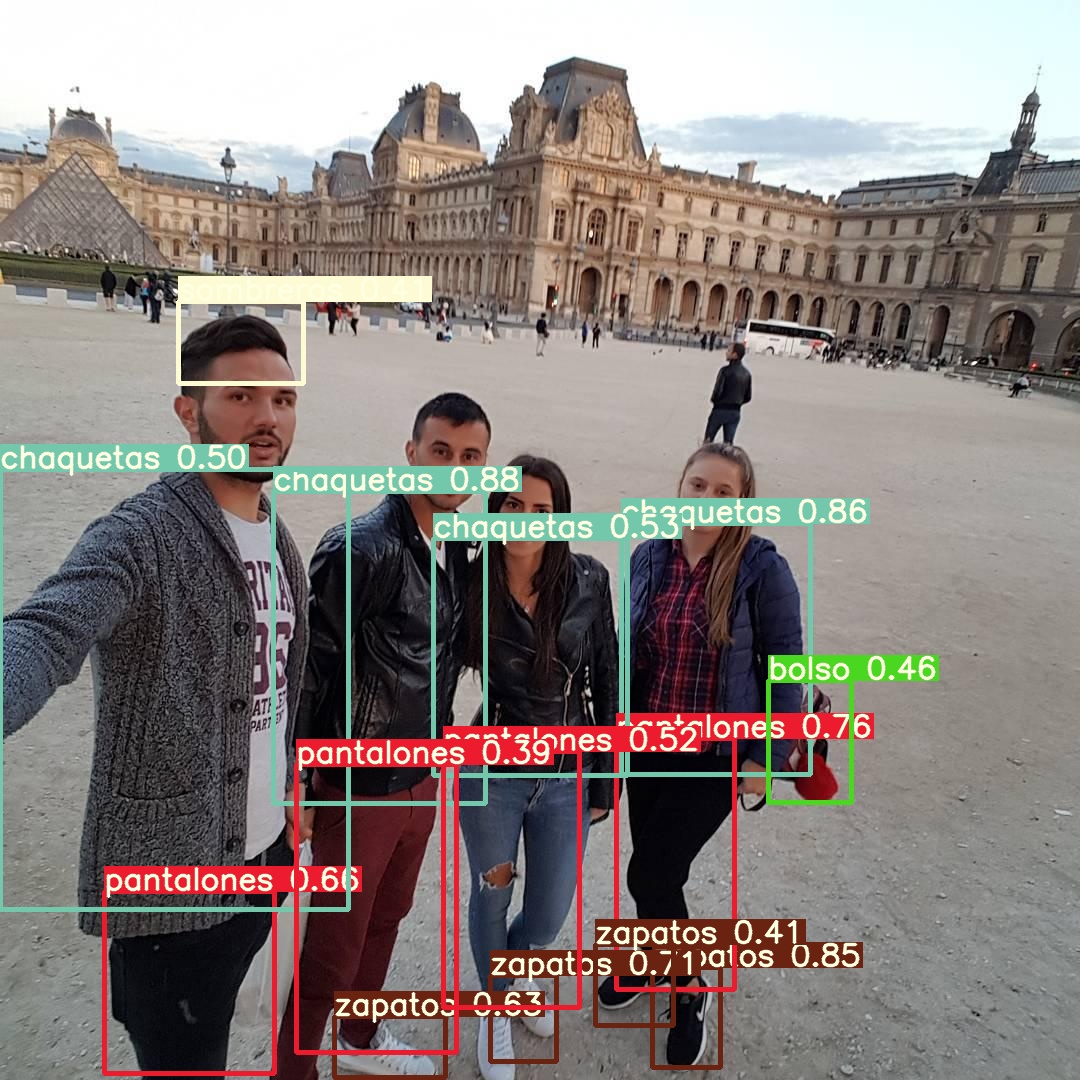 sombreros 0.41
chaquetas 0.50
chaquetas 0.88
chaquetas 0.53
chaquetas 0.86
bolso 0.46
pantalones 0.76
pantalones 0.52
pantalones 0.39
pantalones 0.66
zapatos 0.41
zapatos 0.85
zapatos 0.71
zapatos 0.63